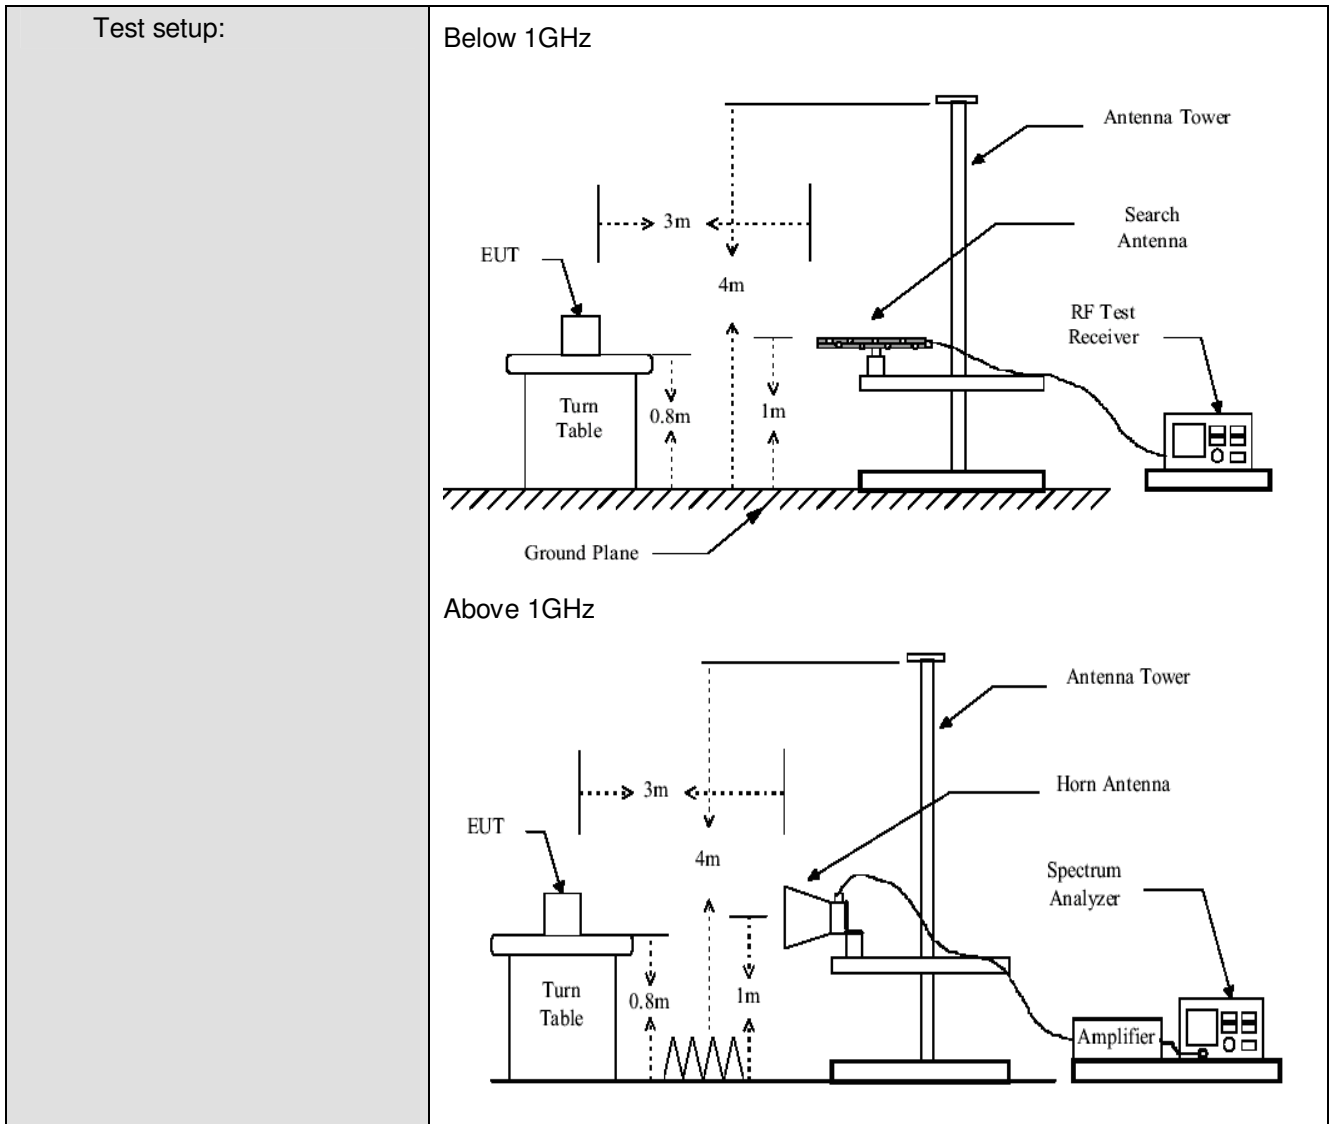 Test setup:
Below 1GHz
Antenna Tower
3m
Search
Antenna
EUT
4m
RF Test
Receiver
Turn
Table
0.8m
1m
Ground Plane
Above 1GHz
Antenna Tower
3m
Horn Antenna
EUT
4m
Spectrum
Analyzer
Turn
Table
0.8m
1m
Amplifier